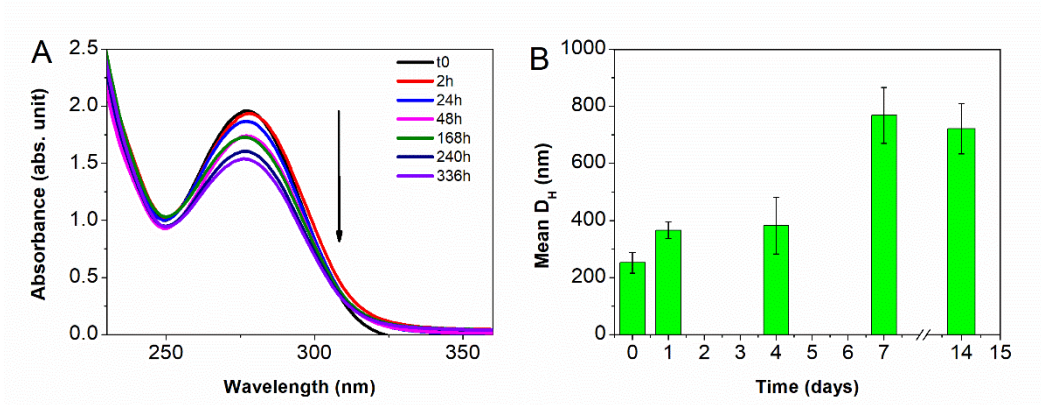 A
Absorbance (abs. unit)
2.5
2.0
1.5
1.0
0.5
0.0
250
300
350
Wavelength (nm)
t0
2h
24h
48h
168h
240h
336h
B
Mean DH (nm)
1000
800
600
400
200
0
0 1 2 3 4 5 6 7 14 15
Time (days)